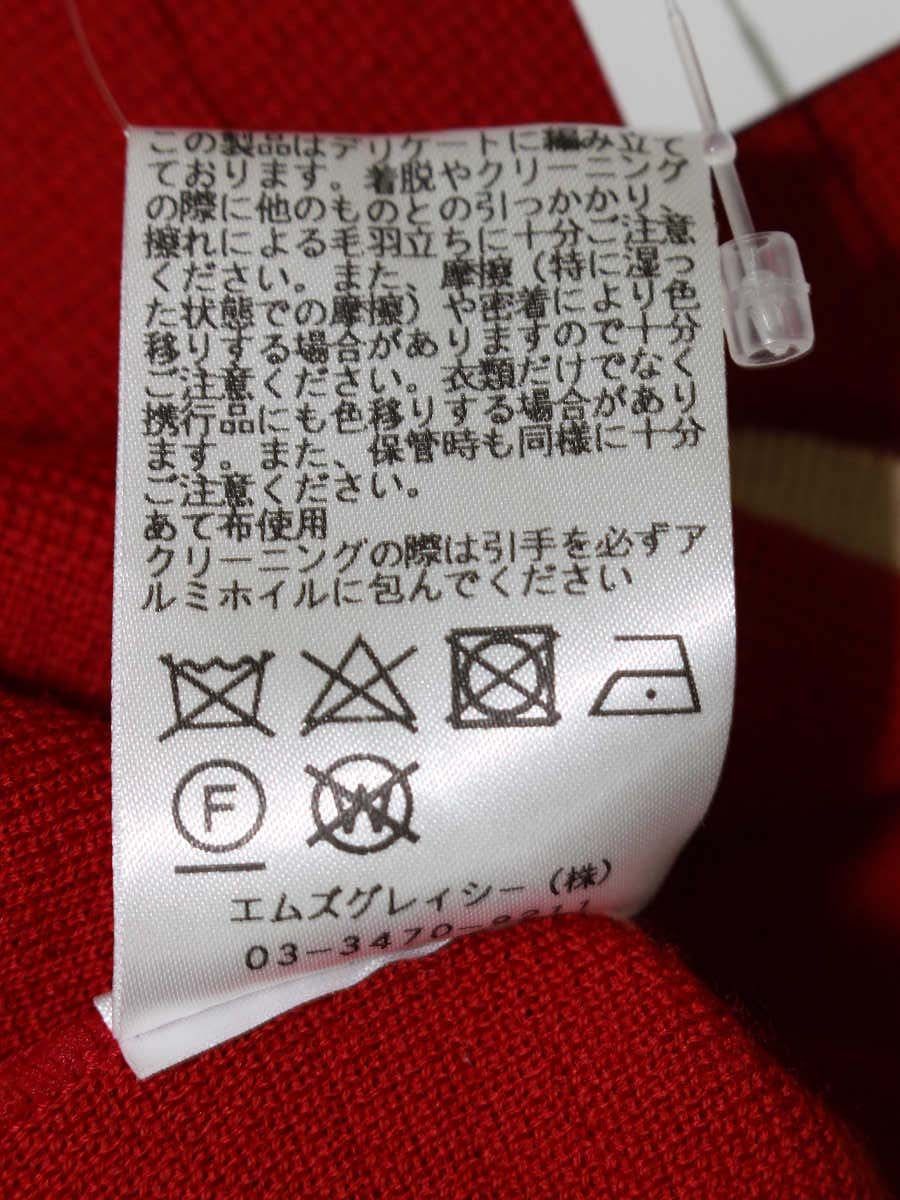 この製品はデリケートに編み立て
ております。着脱やクリーニング
の際に他のものとの引っかかり、
擦れによる毛羽立ちに十分ご注意
ください。また、摩擦（特に湿っ
た状態での摩擦）や密着により色
移りする場合がありますので十分
ご注意ください。衣類だけでなく
携行品にも色移りする場合があり
ます。また、保管時も同様に十分
ご注意ください。
あて布使用
クリーニングの際は引手を必ずア
ルミホイルに包んでください
F
W
エムズグレイシー（株）
03-3470-